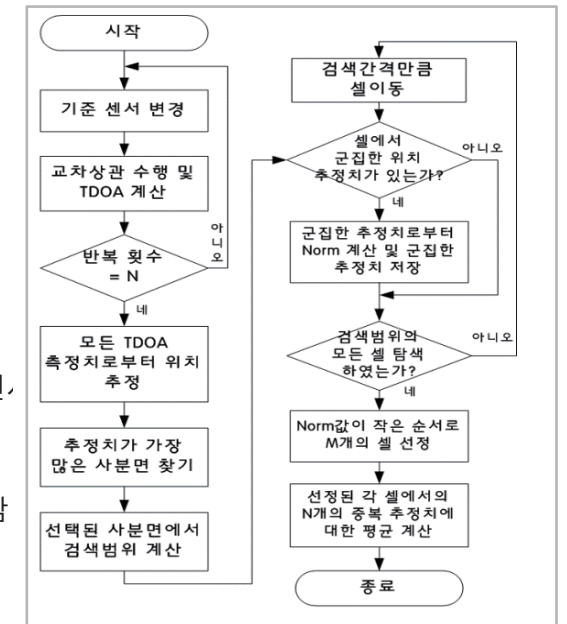 시작
기준 센서 변경
교차상관 수행 및
TDOA 계산
반복 횟수
= N
아
니
오
네
모든 TDOA
측정치로부터 위치
추정
추정치가 가장
많은 사분면 찾기
선택된 사분면에서
검색범위 계산
검색간격만큼
셀이동
셀에서
군집한 위치
추정치가 있는가?
아니오
네
군집한 추정치로부터
Norm 계산 및 군집한
추정치 저장
검색범위의
모든 셀 탐색
하였는가?
아니오
네
Norm값이 작은 순서로
M개의 셀 선정
선정된 각 셀에서의
N개의 중복 추정치에
대한 평균 계산
종료